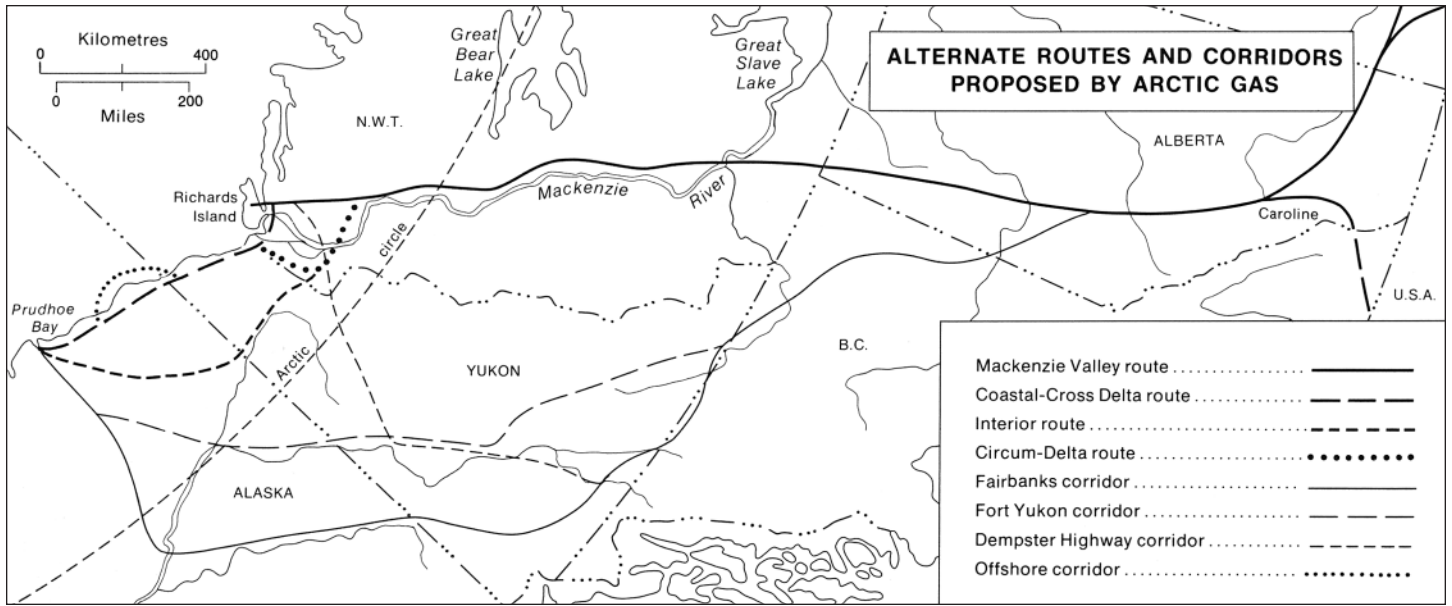 Kilometres
0 400
0 200
Miles
Great
Bear
Lake
Great
Slave
Lake
ALTERNATE ROUTES AND CORRIDORS
PROPOSED BY ARCTIC GAS
N.W.T.
ALBERTA
Richards
Island
Mackenzie
River
Caroline
circle
Prudhoe
Bay
U.S.A.
B.C.
Arctic
YUKON
ALASKA
Mackenzie Valley route
Coastal-Cross Delta route
Interior route
Circum-Delta route
Fairbanks corridor
Fort Yukon corridor
Dempster Highway corridor
Offshore corridor